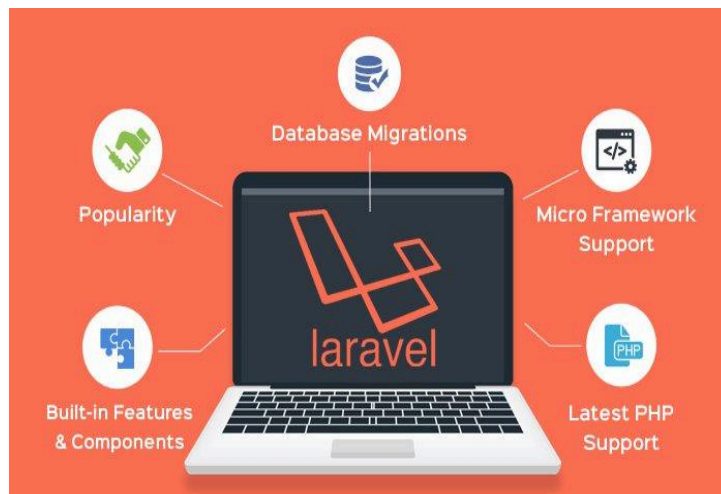 Database Migrations
Popularity
</>
Micro Framework
Support
laravel
PHP
Built-in Features
& Components
Latest PHP
Support